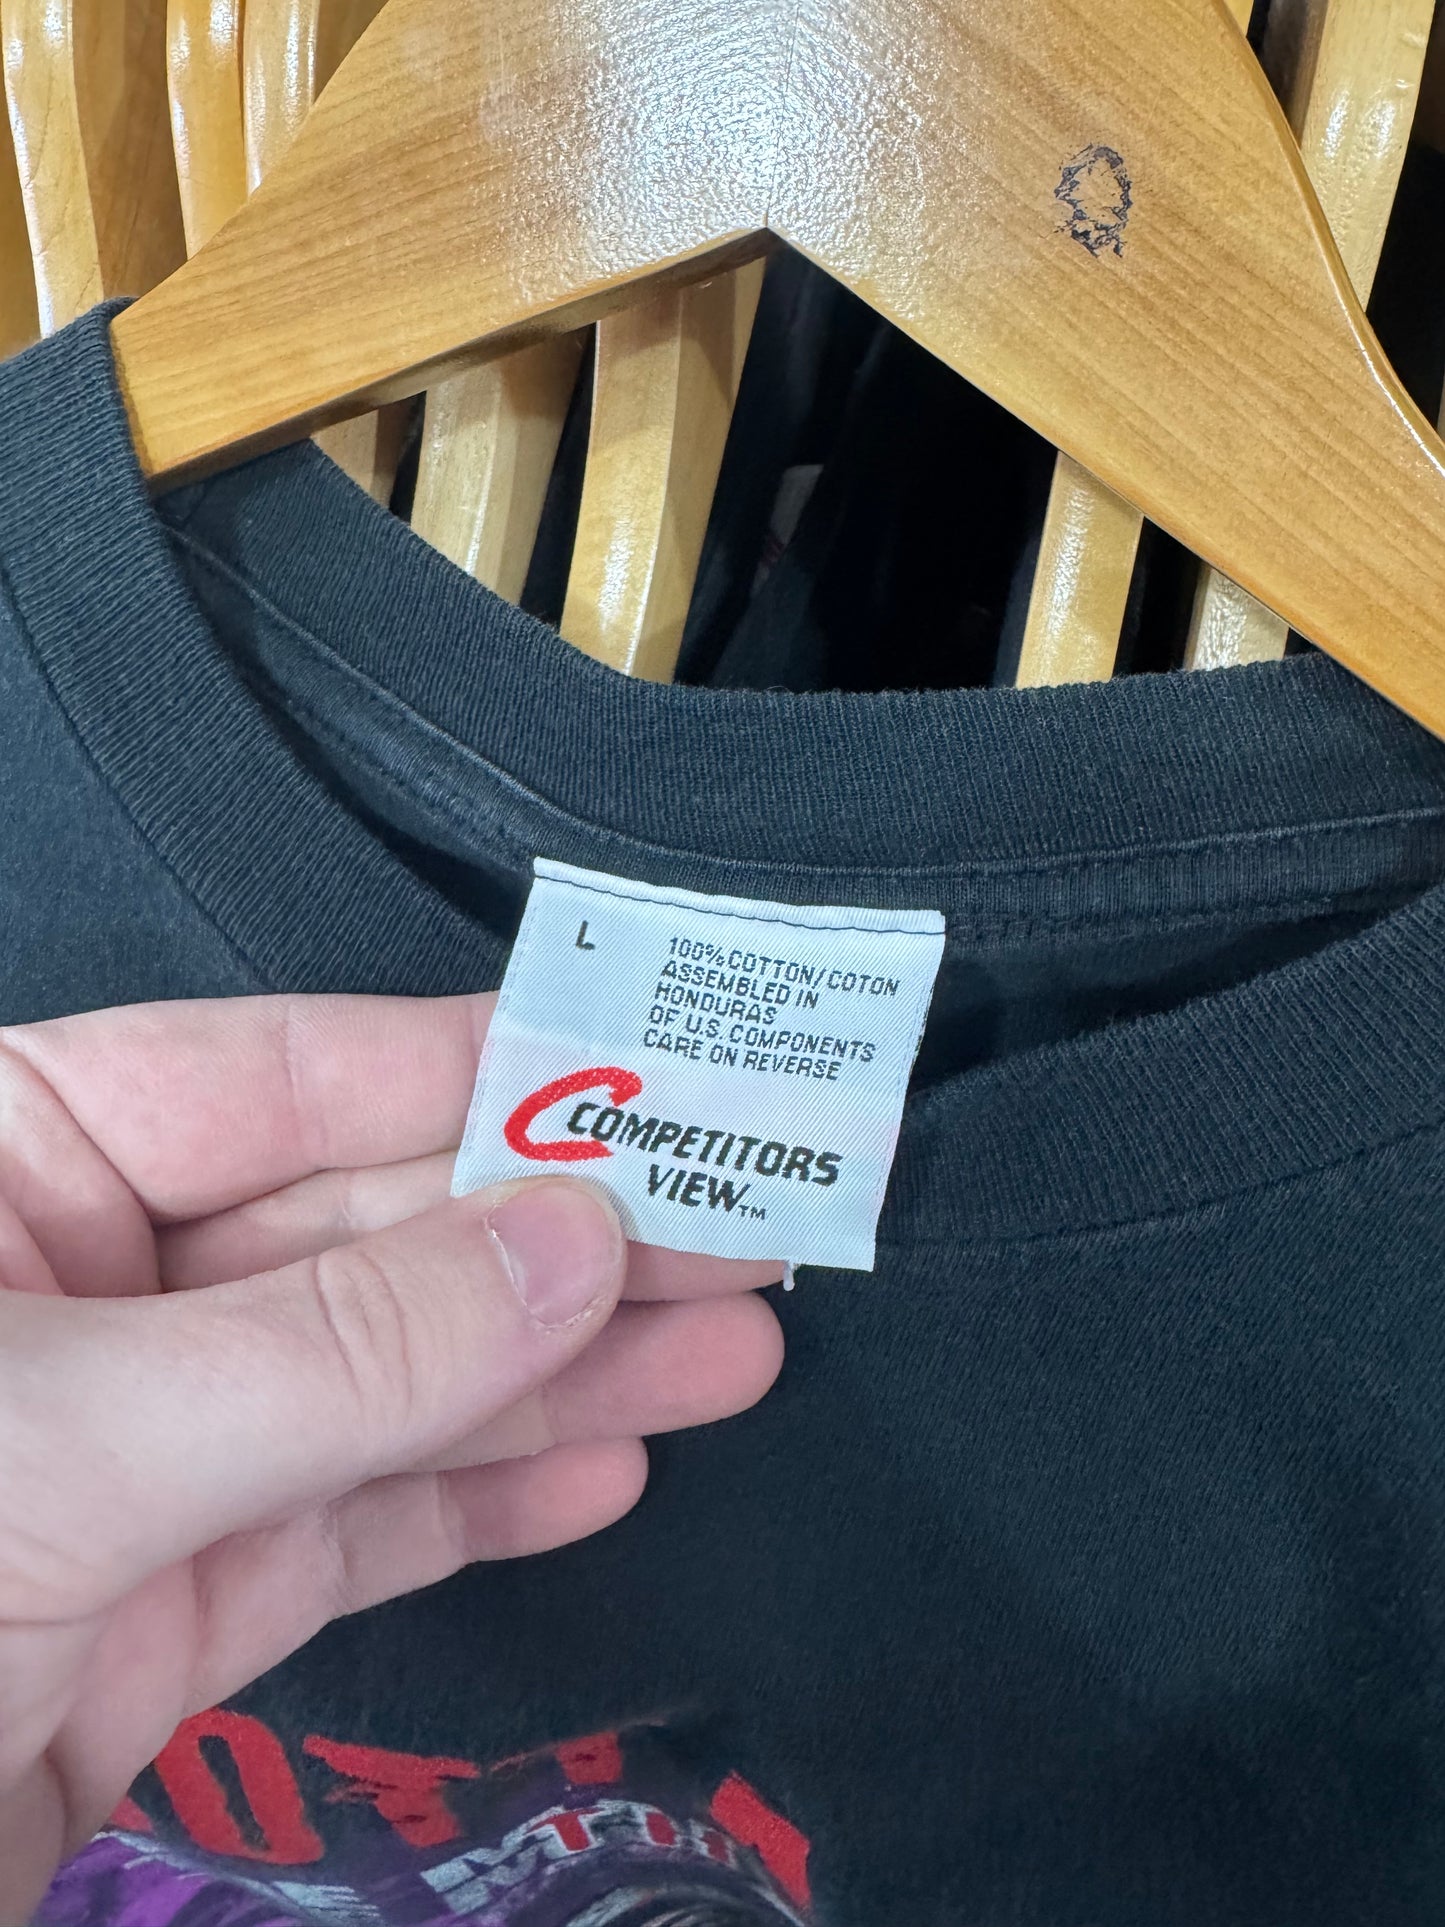 L
100% COTTON/COTON
ASSEMBLED IN
HONDURAS
OF U.S. COMPONENTS
CARE ON REVERSE
COMPETITORS
VIEW™